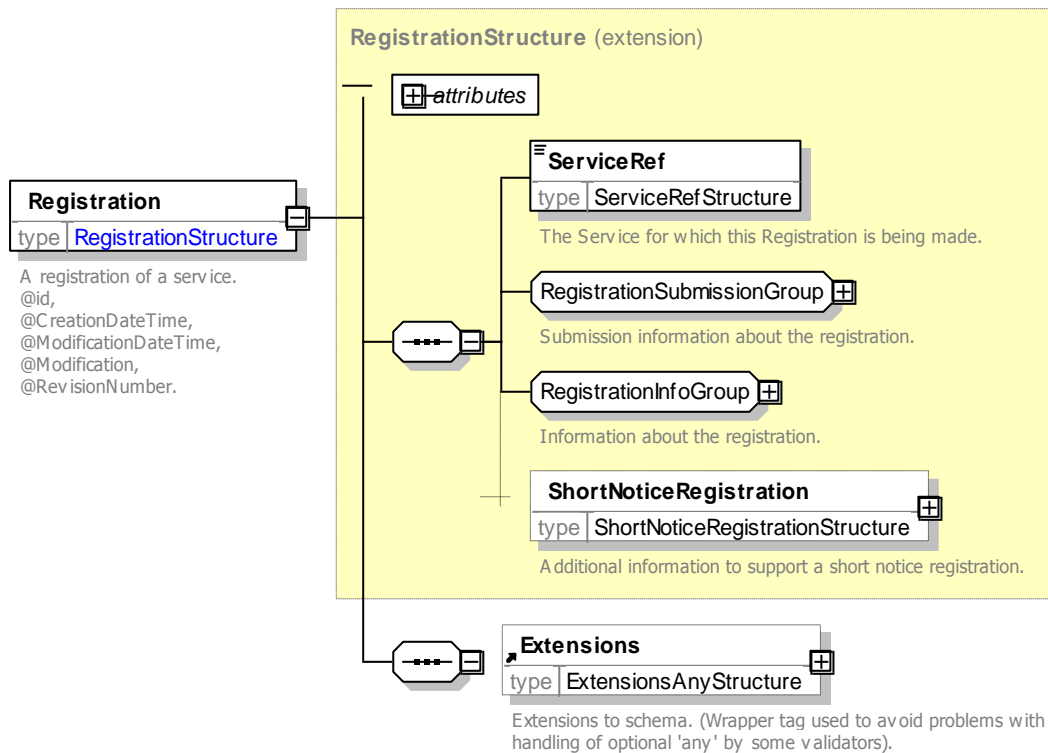 RegistrationStructure (extension)
attributes
Registration
type RegistrationStructure
A registration of a service.
@id,
@CreationDateTime,
@ModificationDateTime,
@Modification,
@RevisionNumber.
ServiceRef
type ServiceRefStructure
The Service for which this Registration is being made.
RegistrationSubmissionGroup
Submission information about the registration.
RegistrationInfoGroup
Information about the registration.
ShortNoticeRegistration
type ShortNoticeRegistrationStructure
Additional information to support a short notice registration.
Extensions
type ExtensionsAnyStructure
Extensions to schema. (Wrapper tag used to avoid problems with
handling of optional 'any' by some validators).